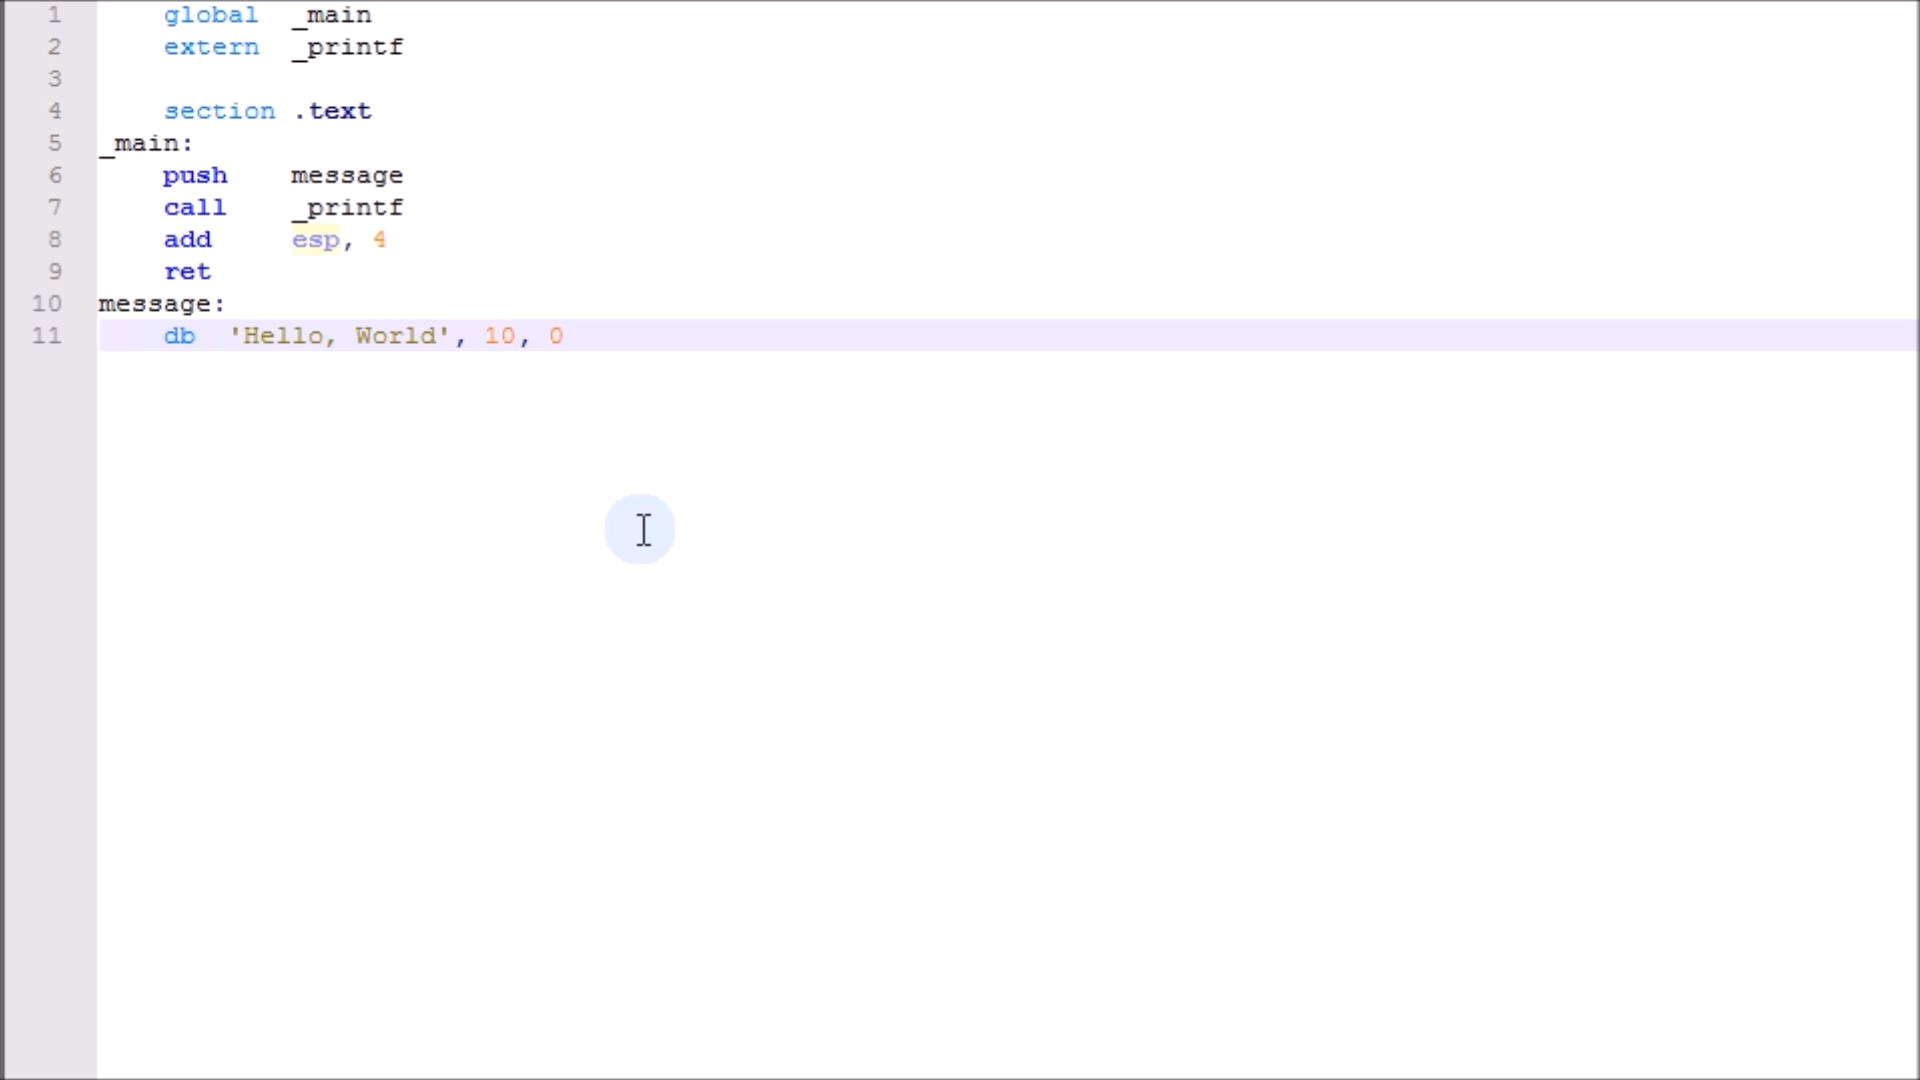 1 global _main
2 extern _printf
3
4 section .text
5 _main:
6 push message
7 call _printf
8 add esp, 4
9 ret
10 message:
11 db 'Hello, World', 10, 0